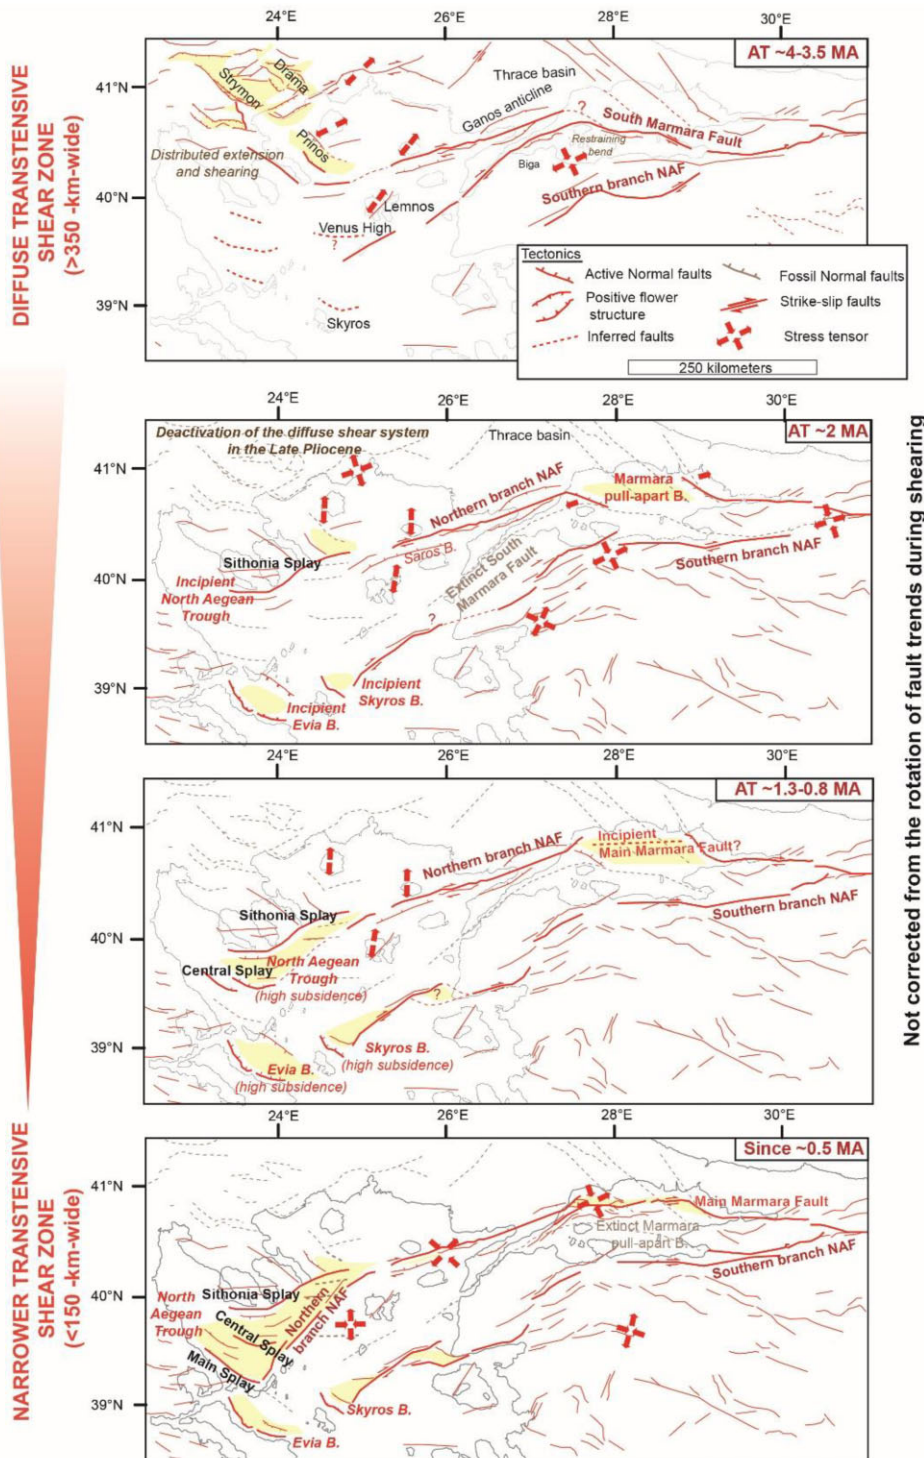 DIFFUSE TRANSTENSIVE
SHEAR ZONE
(>350 -km-wide)
24°E
26°E
28°E
30°E
AT ~4-3.5 MA
41°N
40°N
39°N
Strymon
Drama
Prinos
Distributed extension
and shearing
Thrace basin
Ganos anticline
?
South Marmara Fault
Restraining
bend
Biga
Southern branch NAF
Lemnos
Venus High
?
Skyros
Tectonics
Active Normal faults
Fossil Normal faults
Positive flower
structure
Strike-slip faults
Inferred faults
Stress tensor
250 kilometers
24°E
26°E
28°E
30°E
Deactivation of the diffuse shear system
in the Late Pliocene
Thrace basin
AT ~2 MA
41°N
40°N
39°N
Northern branch NAF
Marmara
pull-apart B.
Sithonia Splay
Saros B.
Extinct South
Marmara Fault
Southern branch NAF
Incipient
North Aegean
Trough
?
Incipient
Skyros B.
Incipient
Evia B.
24°E
26°E
28°E
30°E
AT ~1.3-0.8 MA
41°N
40°N
39°N
Northern branch NAF
Incipient
Main Marmara Fault?
Sithonia Splay
Southern branch NAF
Central Splay
North Aegean
Trough
(high subsidence)
?
Skyros B.
(high subsidence)
Evia B.
(high subsidence)
NARROWER TRANSTENSIVE
SHEAR ZONE
(<150 -km-wide)
24°E
26°E
28°E
30°E
Since ~0.5 MA
41°N
40°N
39°N
Main Marmara Fault
Extinct Marmara
pull-apart B.
Southern branch NAF
Sithonia Splay
North
Aegean
Trough
Central Splay
Northern
branch NAF
Main Splay
Skyros B.
Evia B.
Not corrected from the rotation of fault trends during shearing